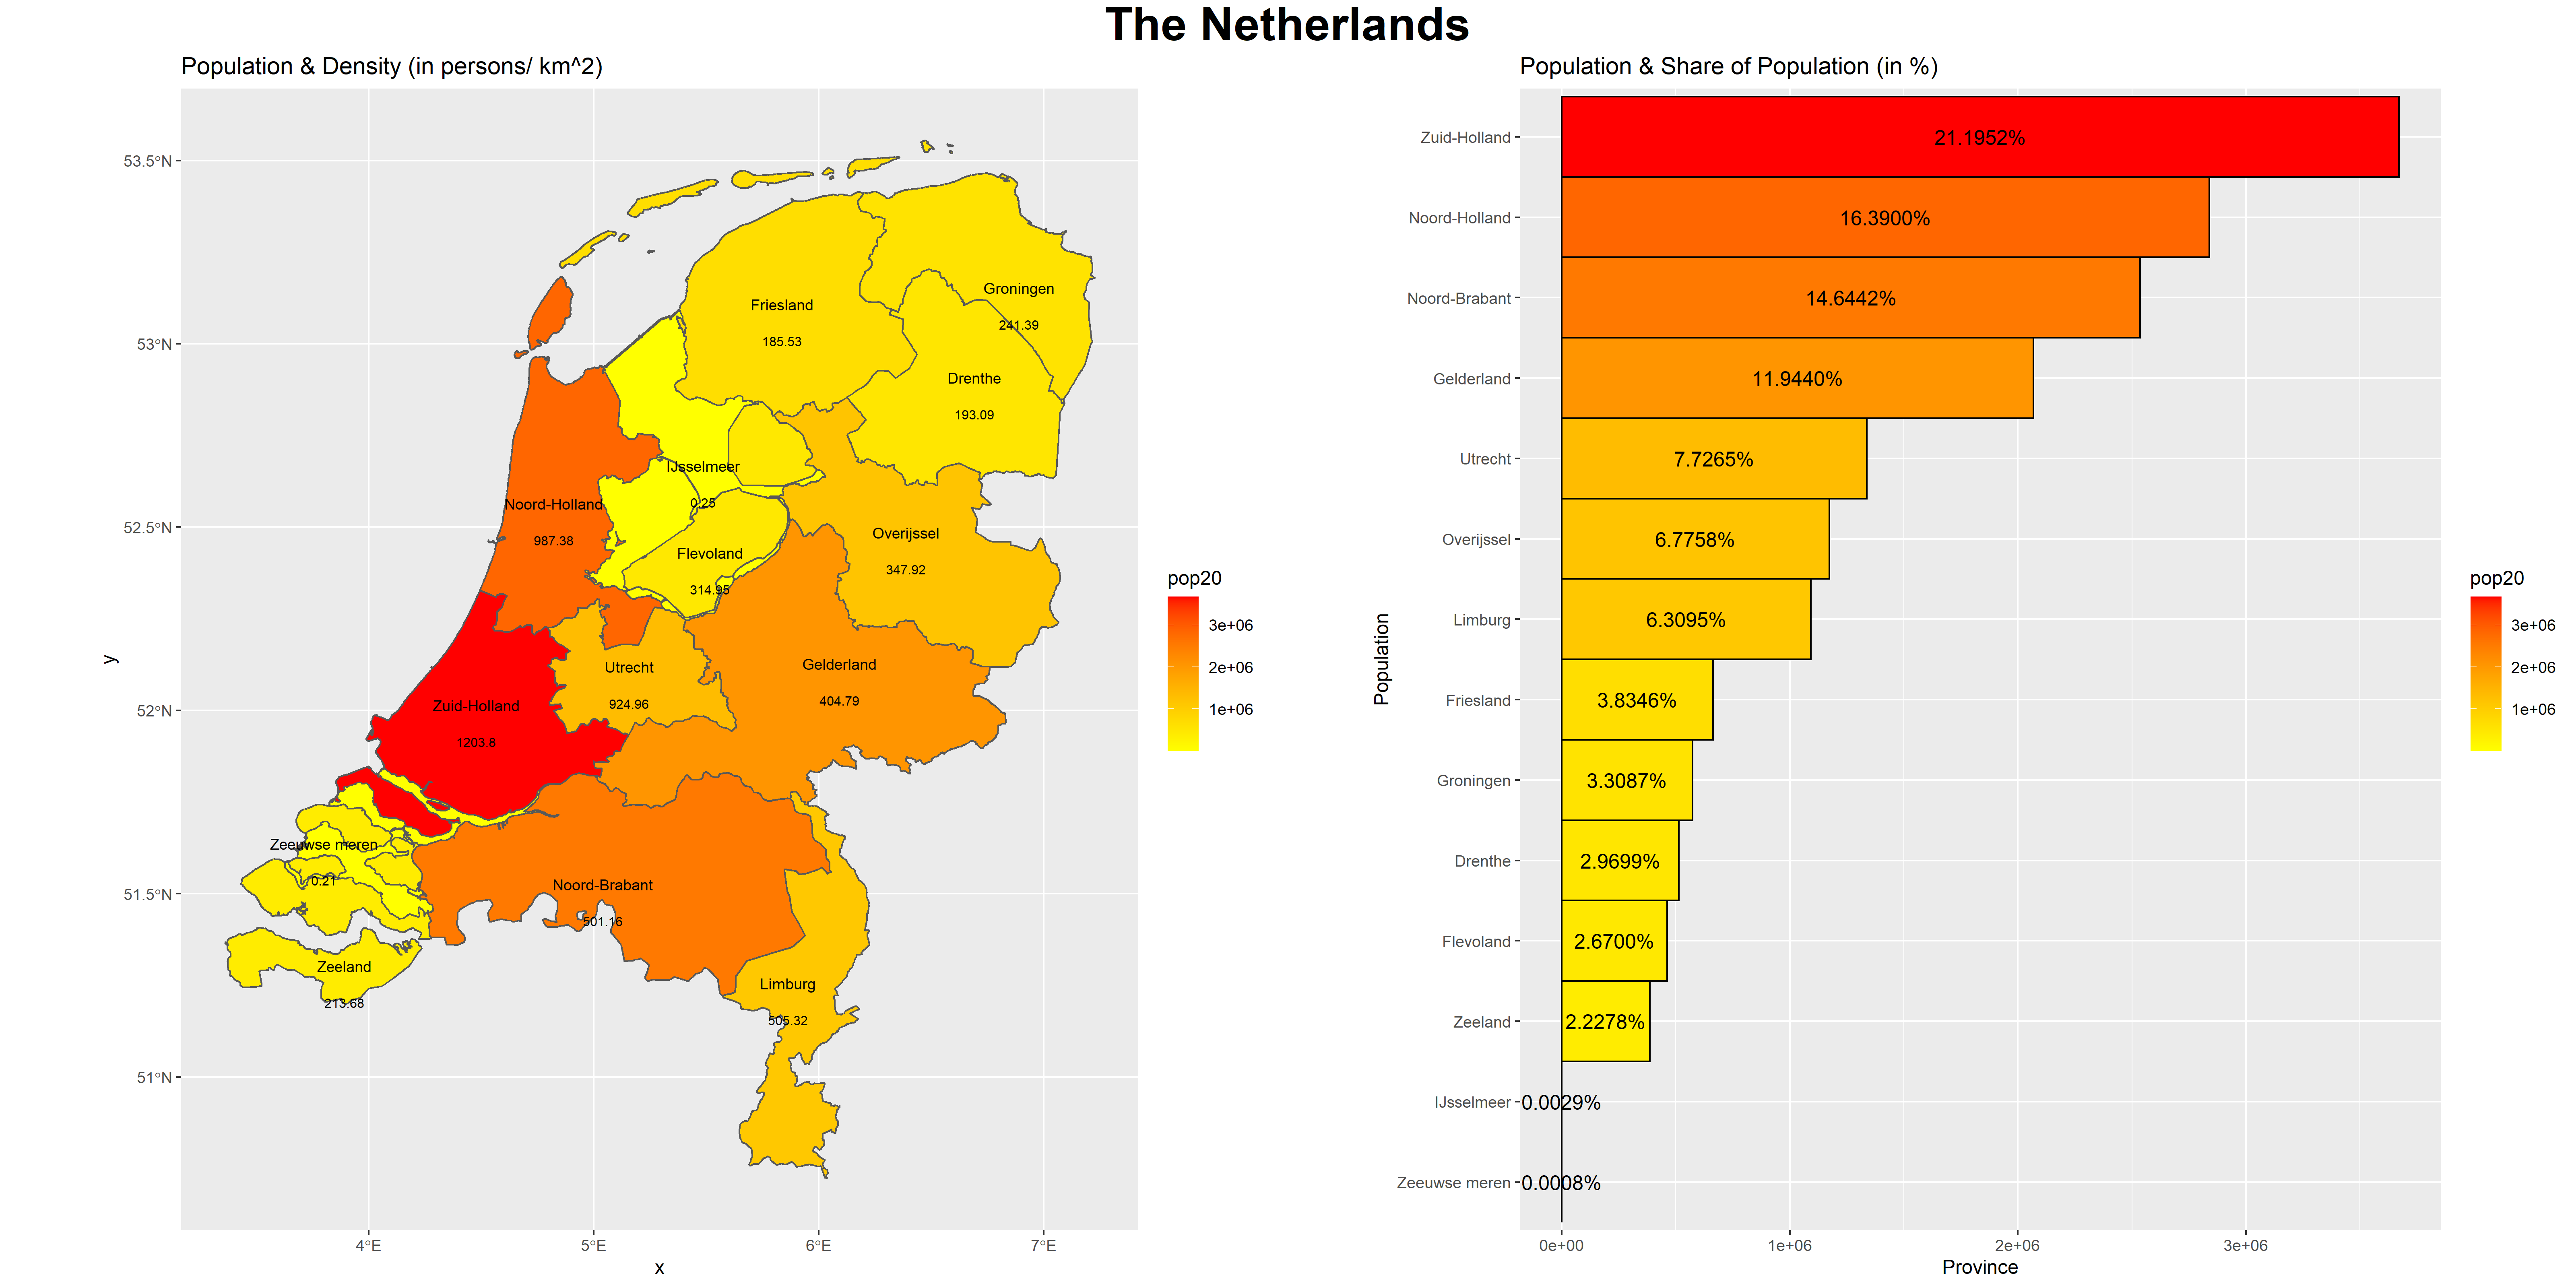 The Netherlands
Population & Density (in persons/ km^2)
53.5°N
53°N
52.5°N
52°N
51.5°N
51°N
y
4°E
5°E
6°E
7°E
x
Groningen
241.39
Friesland
185.53
Drenthe
193.09
IJsselmeer
0.25
Noord-Holland
987.38
Overijssel
347.92
Flevoland
314.95
Utrecht
924.96
Gelderland
404.79
Zuid-Holland
1203.8
Zeeuwse meren
0.21
Noord-Brabant
501.16
Zeeland
213.68
Limburg
505.32
pop20
3e+06
2e+06
1e+06
Population & Share of Population (in %)
Population
Zuid-Holland 21.1952%
Noord-Holland 16.3900%
Noord-Brabant 14.6442%
Gelderland 11.9440%
Utrecht 7.7265%
Overijssel 6.7758%
Limburg 6.3095%
Friesland 3.8346%
Groningen 3.3087%
Drenthe 2.9699%
Flevoland 2.6700%
Zeeland 2.2278%
IJsselmeer 0.0029%
Zeeuwse meren 0.0008%
0e+00
1e+06
2e+06
3e+06
Province
pop20
3e+06
2e+06
1e+06